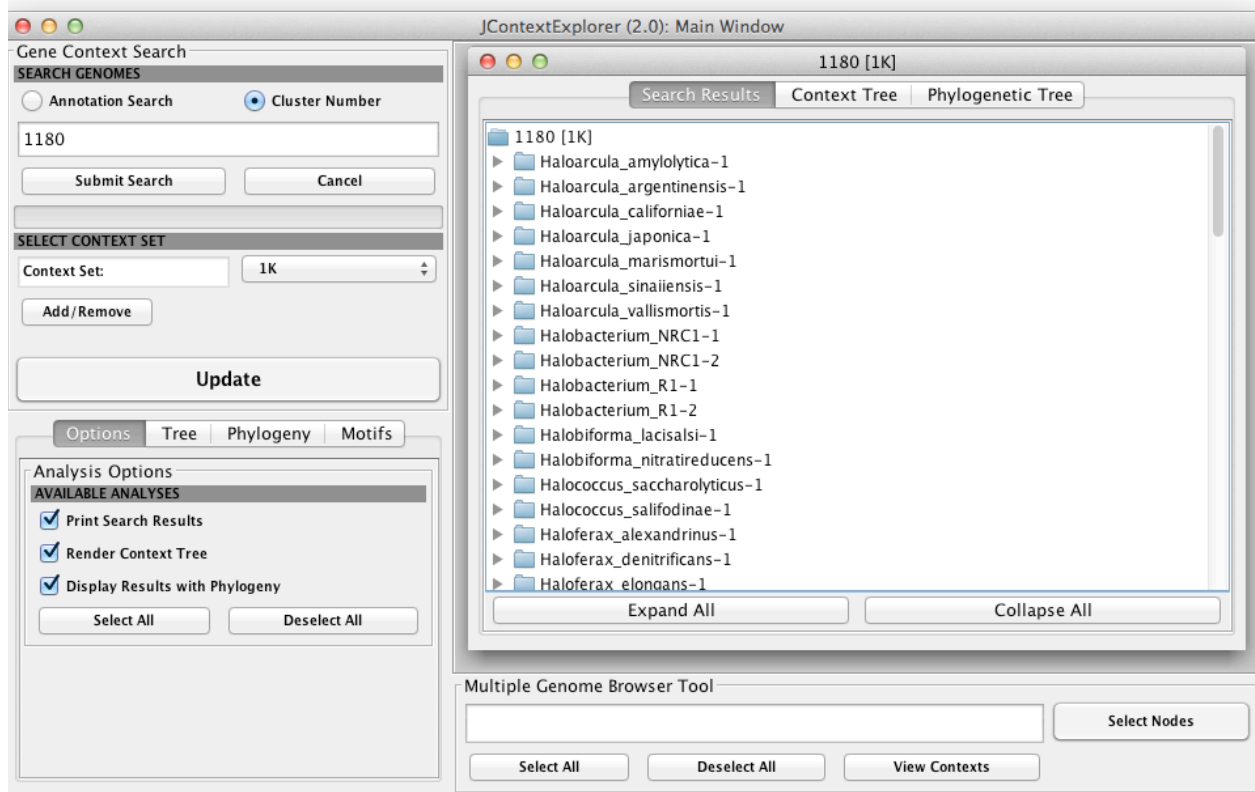 JContextExplorer (2.0): Main Window
Gene Context Search
SEARCH GENOMES
Annotation Search
Cluster Number
1180
Submit Search
Cancel
SELECT CONTEXT SET
Context Set:
1K
Add/Remove
Update
Options
Tree
Phylogeny
Motifs
Analysis Options
AVAILABLE ANALYSES
Print Search Results
Render Context Tree
Display Results with Phylogeny
Select All
Deselect All
1180 [1K]
Search Results
Context Tree
Phylogenetic Tree
1180 [1K]
Haloarcula_amylolytica-1
Haloarcula_argentinensis-1
Haloarcula_californiae-1
Haloarcula_japonica-1
Haloarcula_marismortui-1
Haloarcula_sinaiiensis-1
Haloarcula_vallismortis-1
Halobacterium_NRC1-1
Halobacterium_NRC1-2
Halobacterium_R1-1
Halobacterium_R1-2
Halobiforma_lacisalsi-1
Halobiforma_nitratireducens-1
Halococcus_saccharolyticus-1
Halococcus_salifodinae-1
Haloferax_alexandrinus-1
Haloferax_denitrificans-1
Haloferax_elongans-1
Expand All
Collapse All
Multiple Genome Browser Tool
Select Nodes
Select All
Deselect All
View Contexts